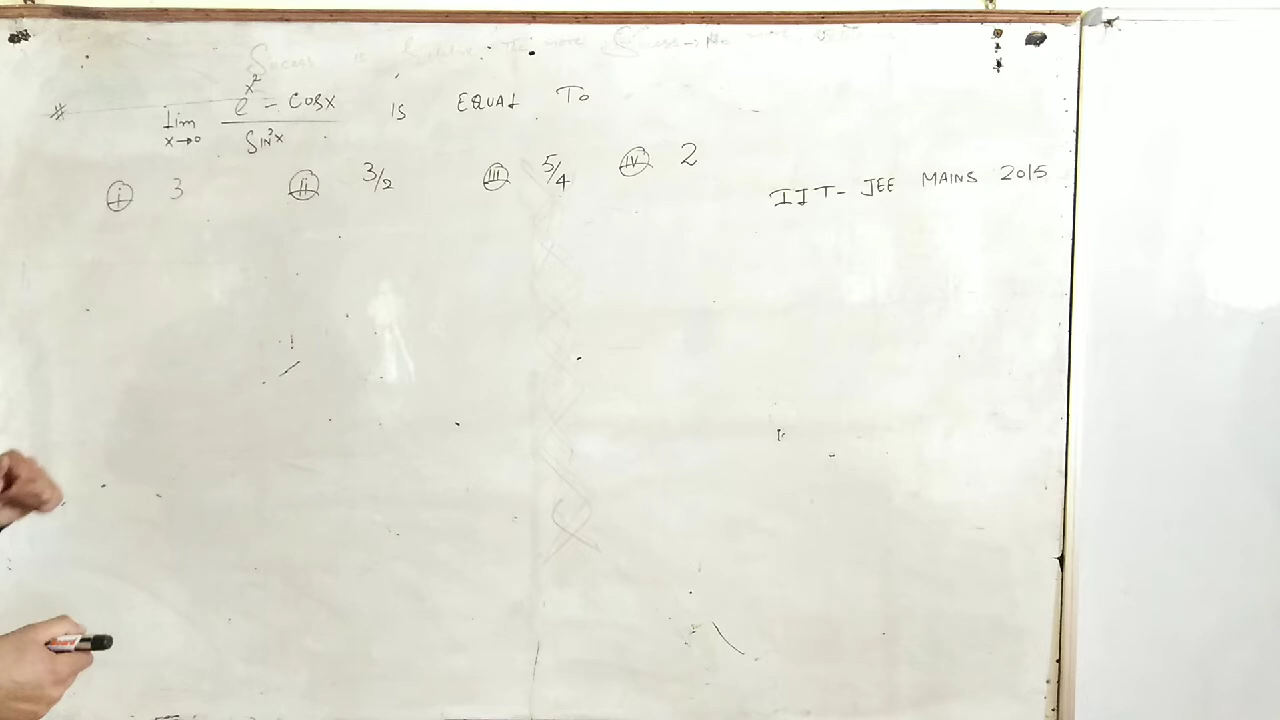 # lim x→0 (e^x² - COSX) / SIN²X IS EQUAL TO
(i) 3 (ii) 3/2 (iii) 5/4 (iv) 2
IIT- JEE MAINS 2015